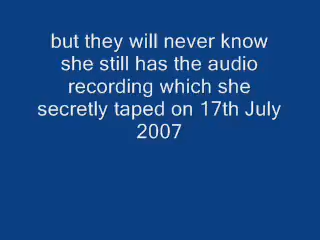 but they will never know
she still has the audio
recording which she
secretly taped on 17th July
2007